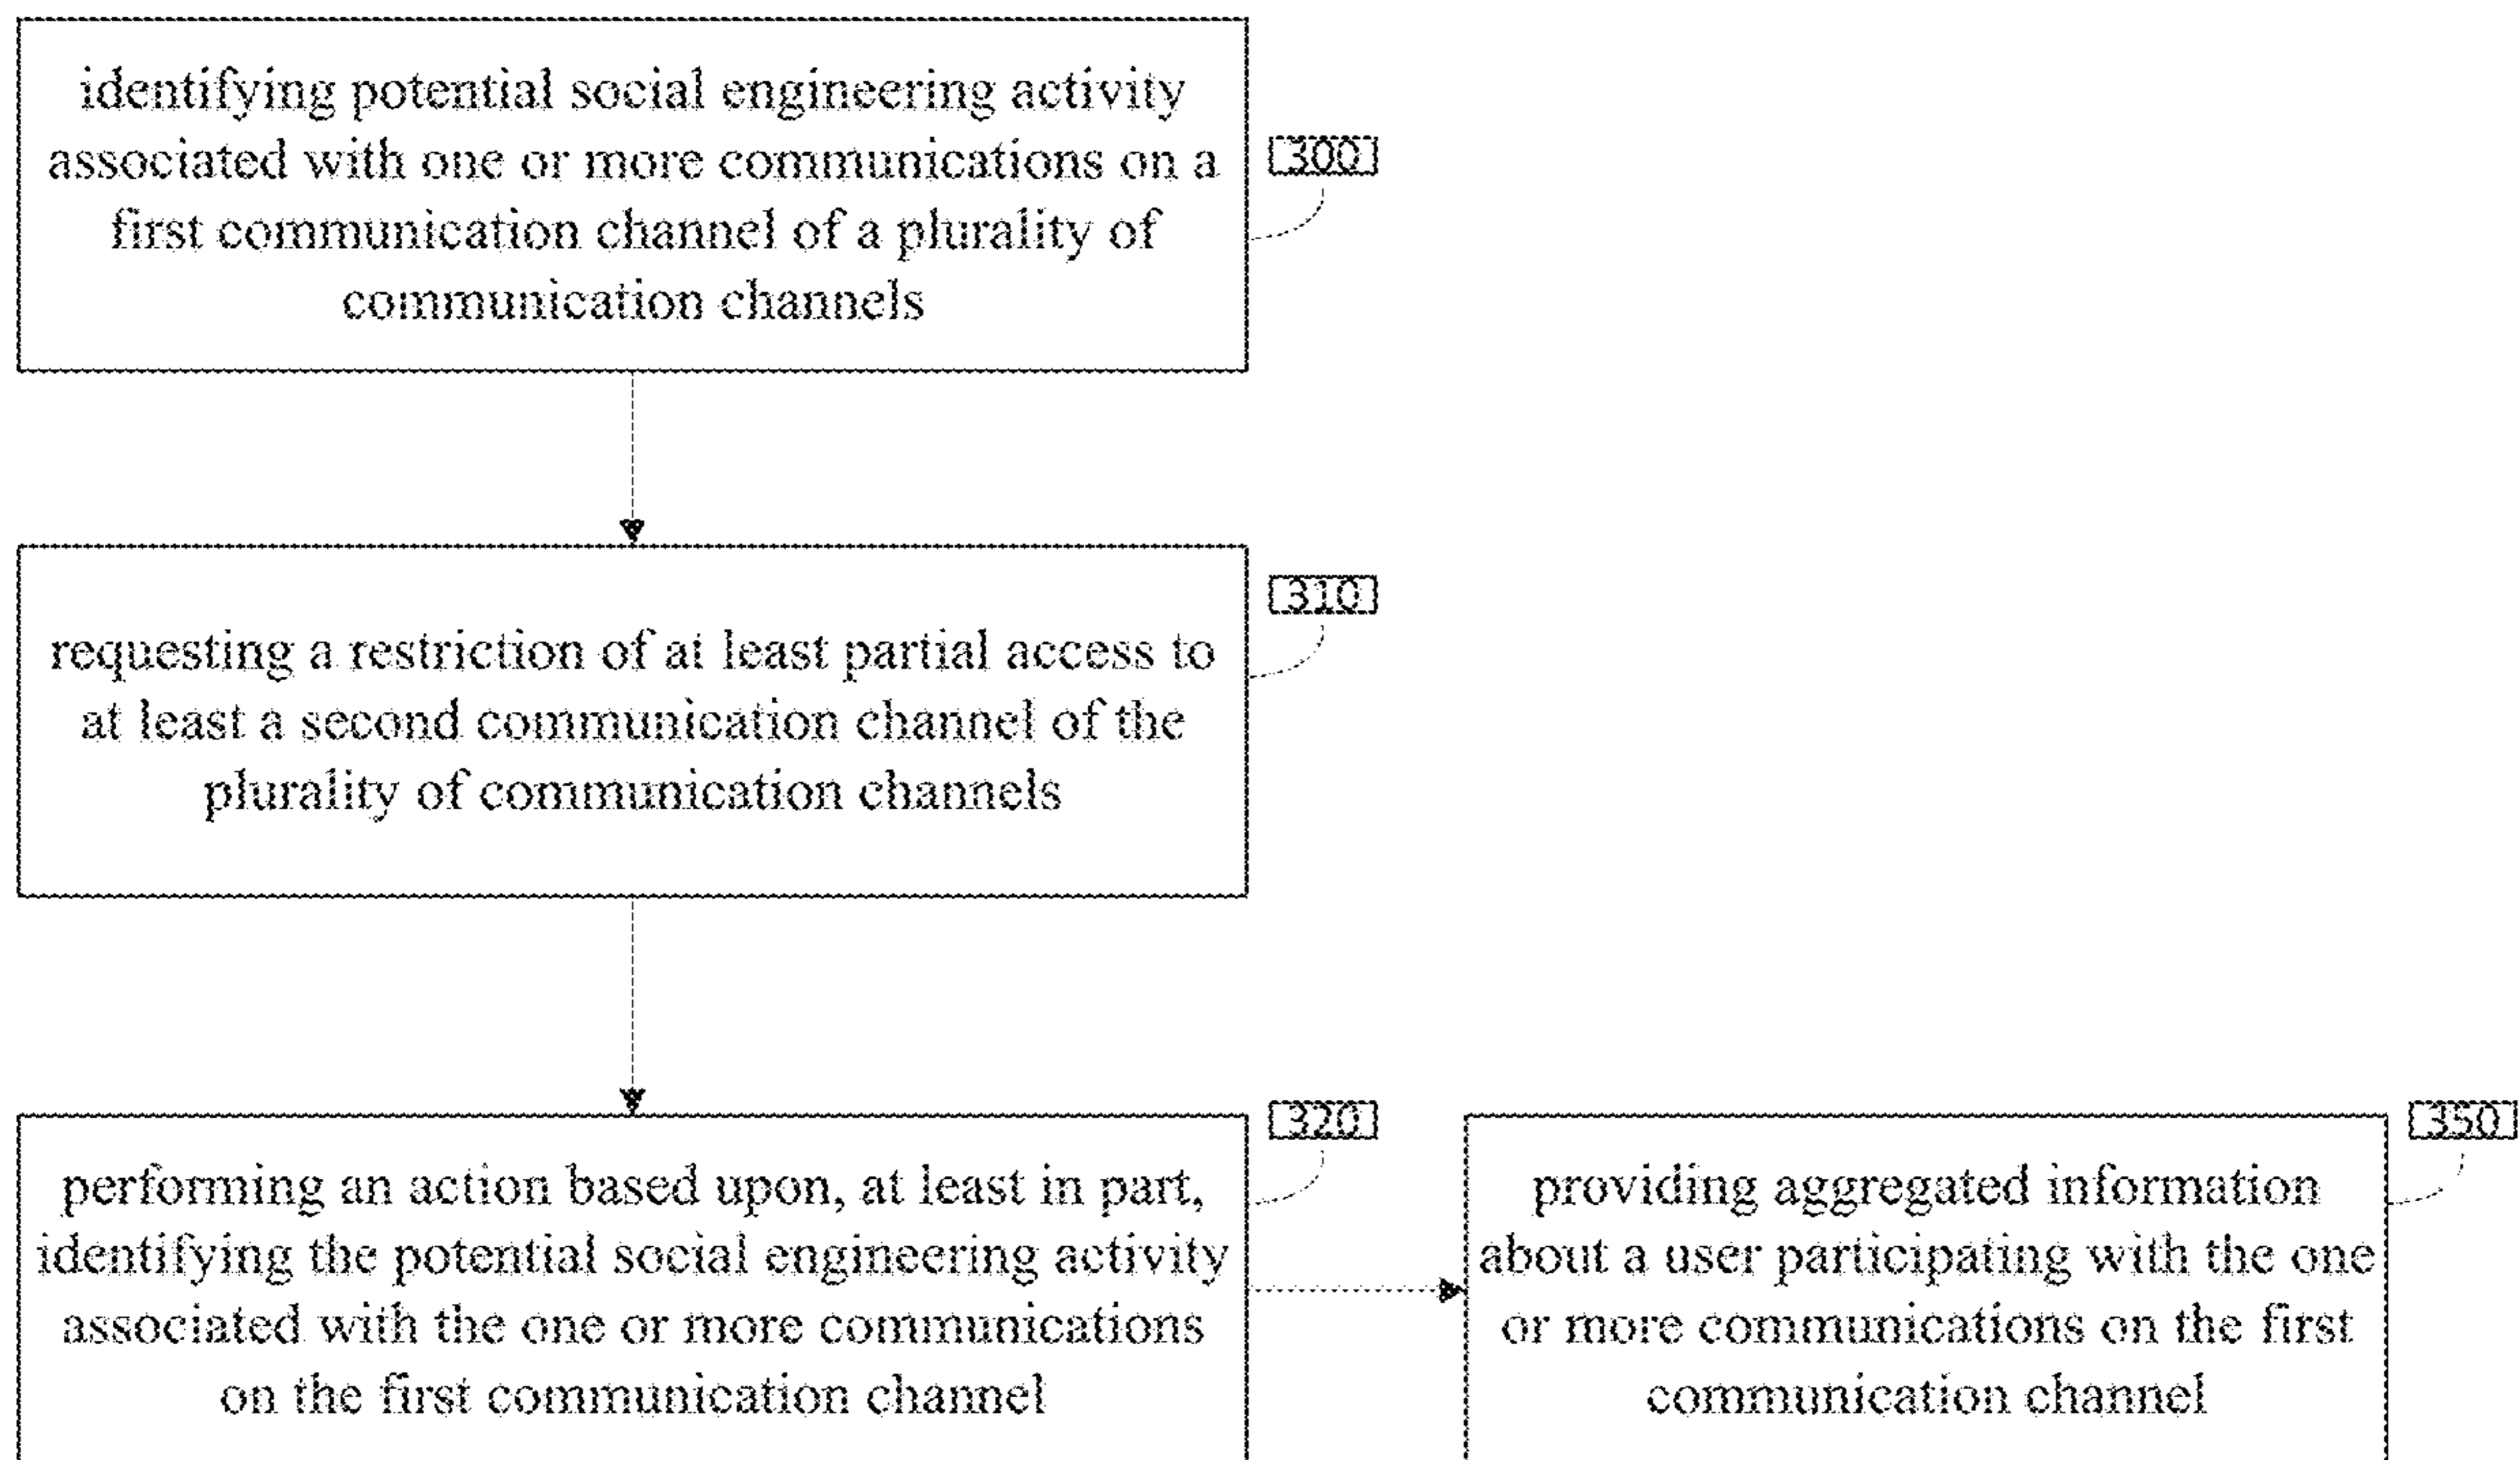 identifying potential social engineering activity
associated with one or more communications on a
first communication channel of a plurality of
communication channels
300
requesting a restriction of at least partial access to
at least a second communication channel of the
plurality of communication channels
310
performing an action based upon, at least in part,
identifying the potential social engineering activity
associated with the one or more communications
on the first communication channel
320
providing aggregated information
about a user participating with the one
or more communications on the first
communication channel
350